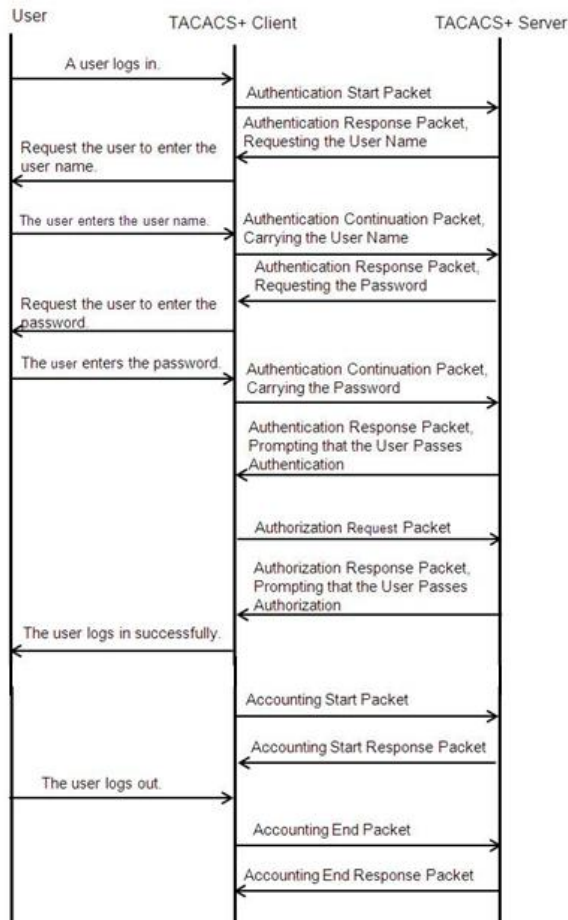 User
TACACS+ Client
TACACS+ Server
A user logs in.
Authentication Start Packet
Authentication Response Packet,
Requesting the User Name
Request the user to enter the
user name.
The user enters the user name.
Authentication Continuation Packet,
Carrying the User Name
Authentication Response Packet,
Requesting the Password
Request the user to enter the
password.
The user enters the password.
Authentication Continuation Packet,
Carrying the Password
Authentication Response Packet,
Prompting that the User Passes
Authentication
Authorization Request Packet
Authorization Response Packet,
Prompting that the User Passes
Authorization
The user logs in successfully.
Accounting Start Packet
Accounting Start Response Packet
The user logs out.
Accounting End Packet
Accounting End Response Packet